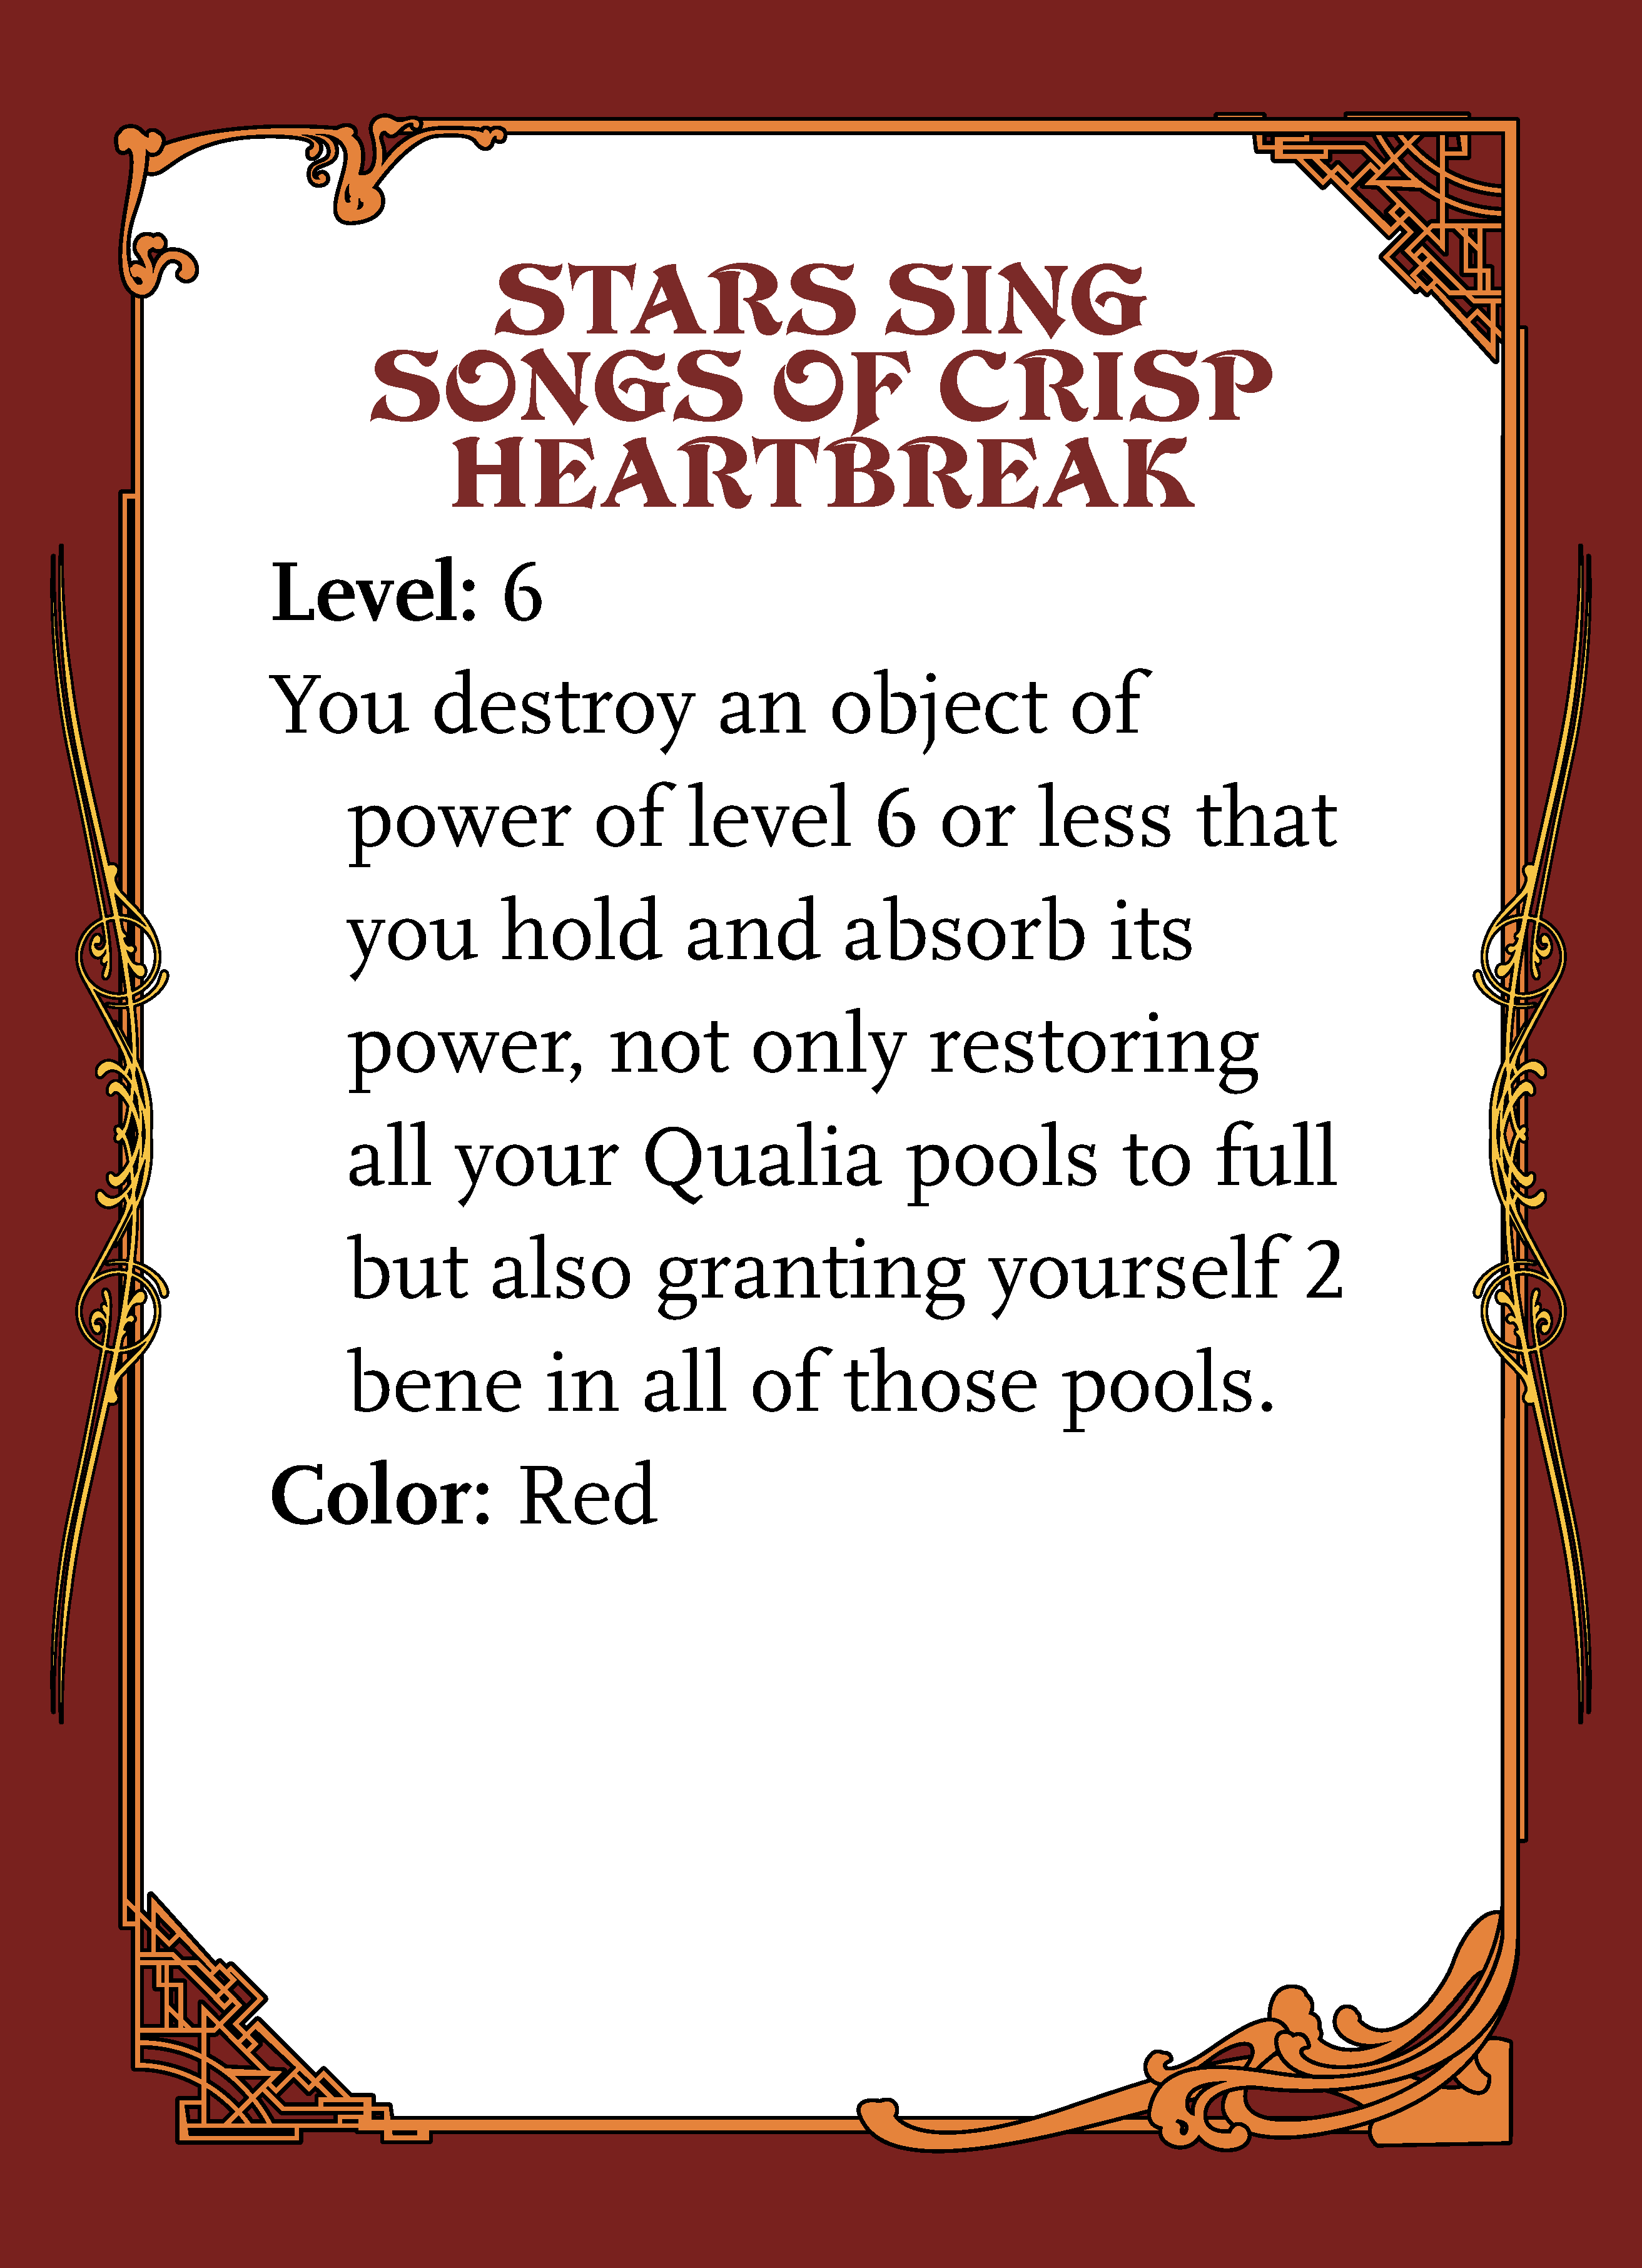 STARS SING
SONGS OF CRISP
HEARTBREAK
Level: 6
You destroy an object of
power of level 6 or less that
you hold and absorb its
power, not only restoring
all your Qualia pools to full
but also granting yourself 2
bene in all of those pools.
Color: Red